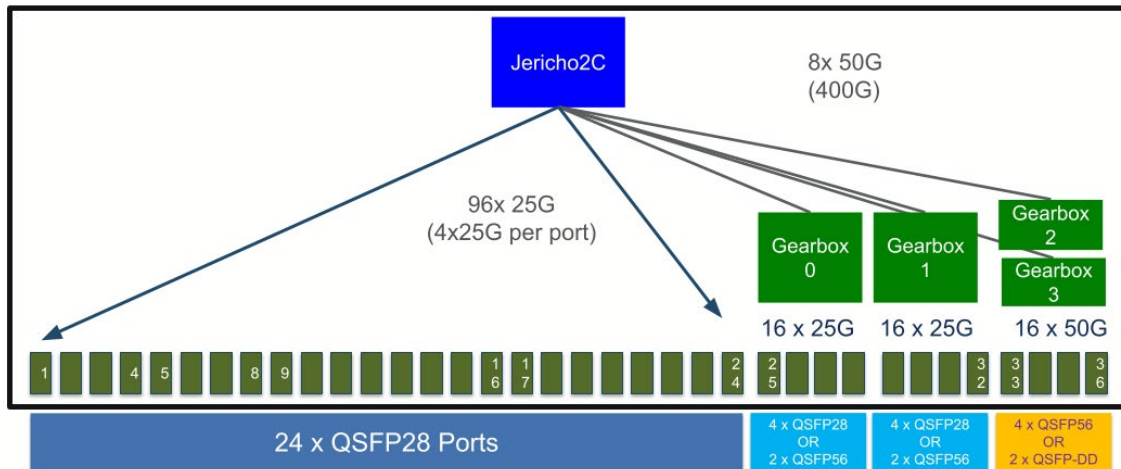 Jericho2C
8x 50G
(400G)
96x 25G
(4x25G per port)
Gearbox
0
Gearbox
1
Gearbox
2
Gearbox
3
16 x 25G
16 x 25G
16 x 50G
1
4
5
8
9
16
17
24
25
32
33
36
24 x QSFP28 Ports
4 x QSFP28
OR
2 x QSFP56
4 x QSFP28
OR
2 x QSFP56
4 x QSFP56
OR
2 x QSFP-DD